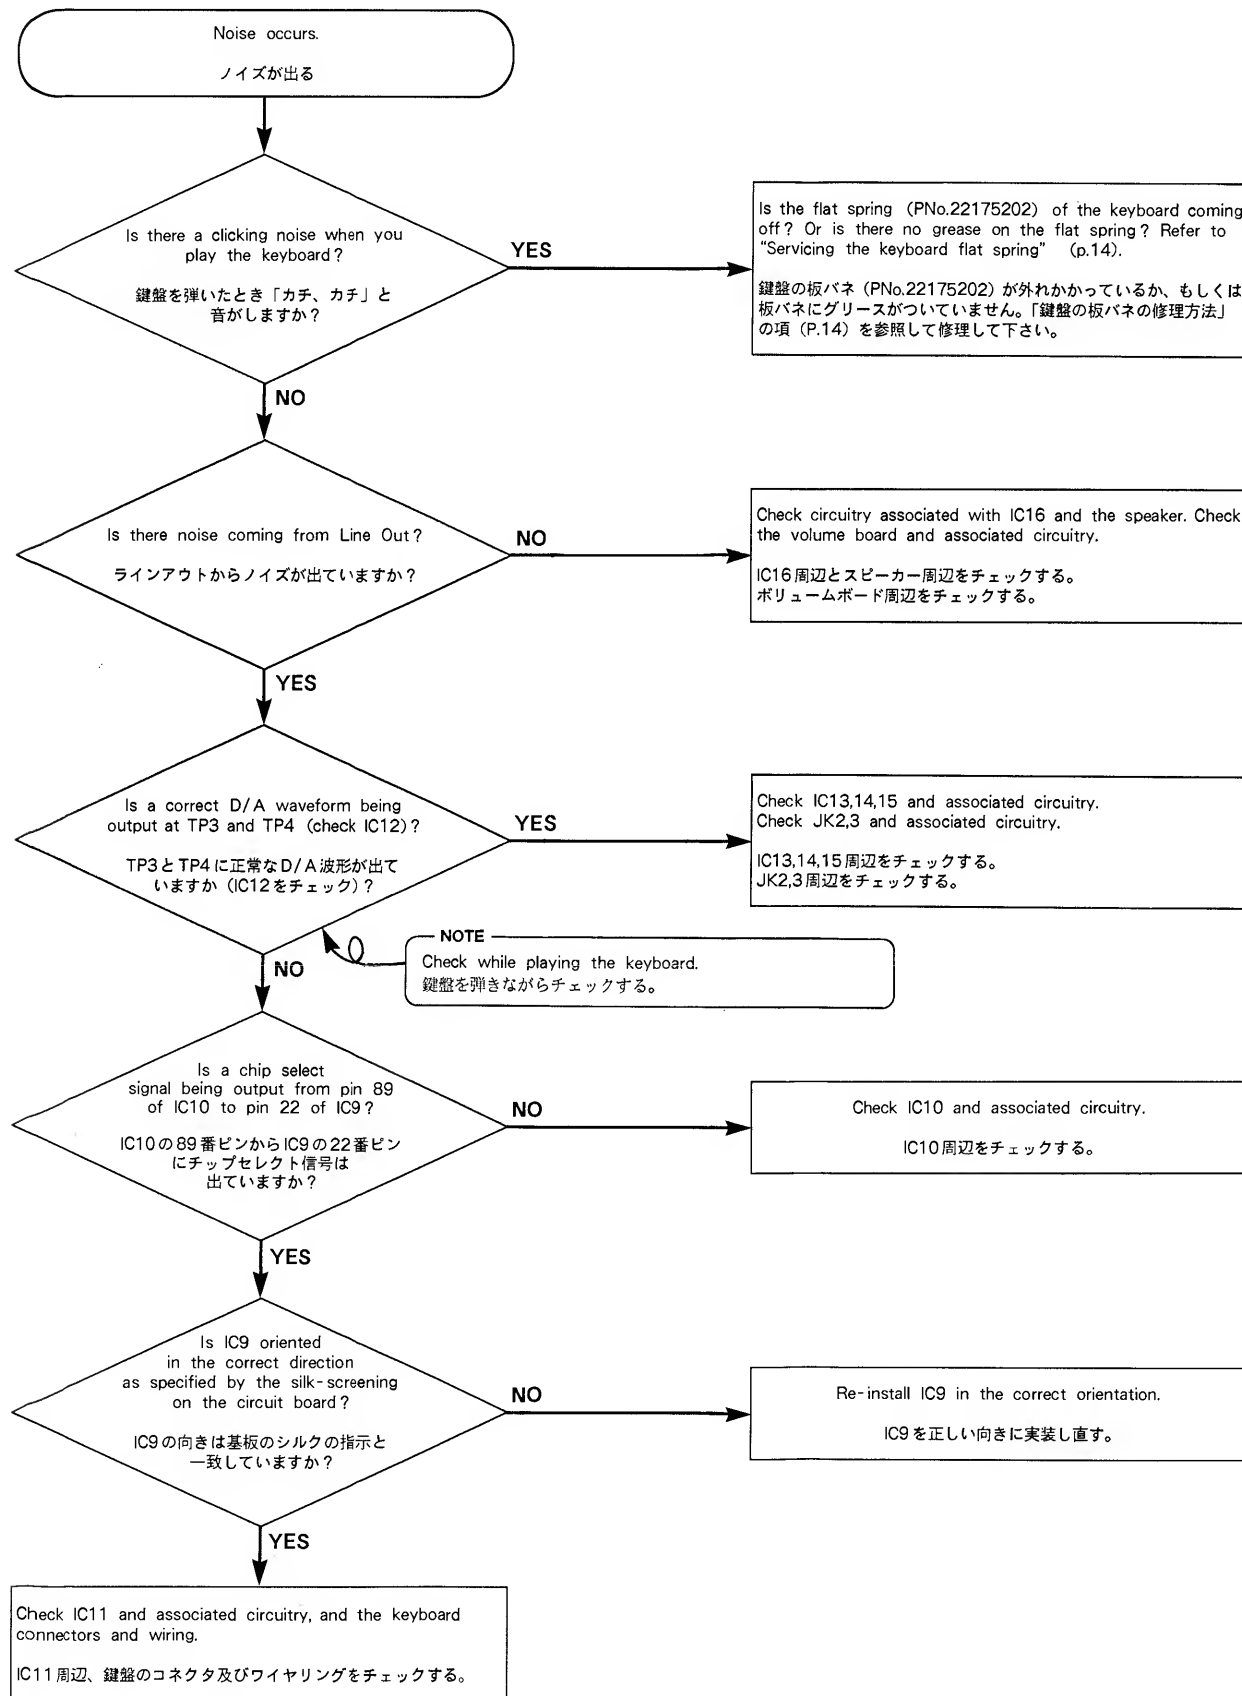 Noise occurs.
ノイズが出る
Is there a clicking noise when you
play the keyboard?
鍵盤を弾いたとき「カチ、カチ」と
音がしますか？
YES
Is the flat spring (PNo.22175202) of the keyboard coming
off? Or is there no grease on the flat spring? Refer to
“Servicing the keyboard flat spring” (p.14).
鍵盤の板バネ（PNo.22175202）が外れかかっているか、もしくは
板バネにグリースがついていません。「鍵盤の板バネの修理方法」
の項（P.14）を参照して修理して下さい。
NO
Is there noise coming from Line Out?
ラインアウトからノイズが出ていますか？
NO
Check circuitry associated with IC16 and the speaker. Check
the volume board and associated circuitry.
IC16周辺とスピーカー周辺をチェックする。
ボリュームボード周辺をチェックする。
YES
Is a correct D/A waveform being
output at TP3 and TP4 (check IC12)?
TP3とTP4に正常なD/A波形が出て
いますか（IC12をチェック）？
YES
Check IC13,14,15 and associated circuitry.
Check JK2,3 and associated circuitry.
IC13,14,15周辺をチェックする。
JK2,3周辺をチェックする。
NOTE
Check while playing the keyboard.
鍵盤を弾きながらチェックする。
NO
Is a chip select
signal being output from pin 89
of IC10 to pin 22 of IC9?
IC10の89番ピンからIC9の22番ピン
にチップセレクト信号は
出ていますか？
NO
Check IC10 and associated circuitry.
IC10周辺をチェックする。
YES
Is IC9 oriented
in the correct direction
as specified by the silk-screening
on the circuit board?
IC9の向きは基板のシルクの指示と
一致していますか？
NO
Re-install IC9 in the correct orientation.
IC9を正しい向きに実装し直す。
YES
Check IC11 and associated circuitry, and the keyboard
connectors and wiring.
IC11周辺、鍵盤のコネクタ及びワイヤリングをチェックする。